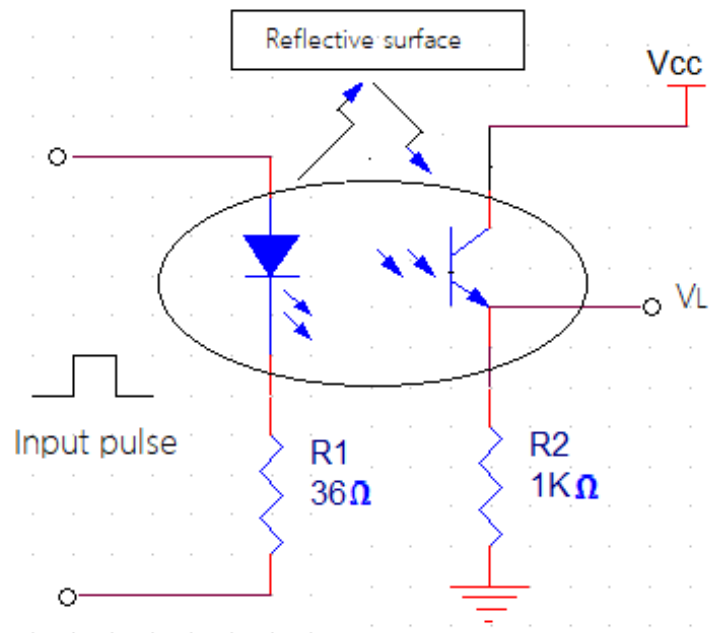 Reflective surface
Vcc
VL
Input pulse
R1
36Ω
R2
1KΩ